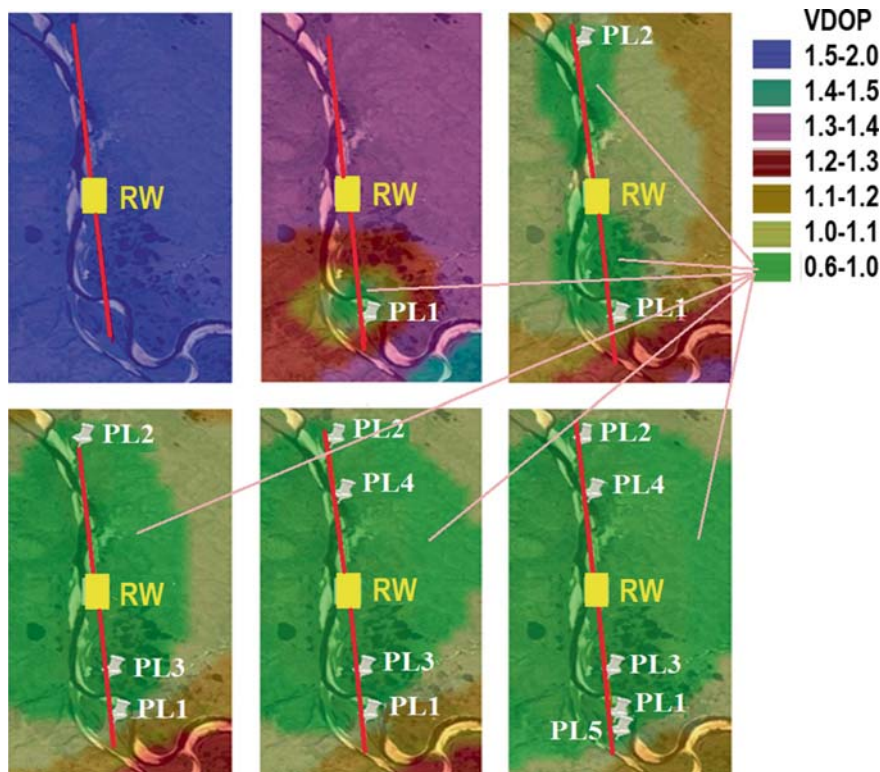 VDOP
1.5-2.0
1.4-1.5
1.3-1.4
1.2-1.3
1.1-1.2
1.0-1.1
0.6-1.0
RW
RW
PL1
PL2
RW
PL1
PL2
RW
PL3
PL1
PL2
PL4
RW
PL3
PL1
PL2
PL4
RW
PL3
PL1
PL5